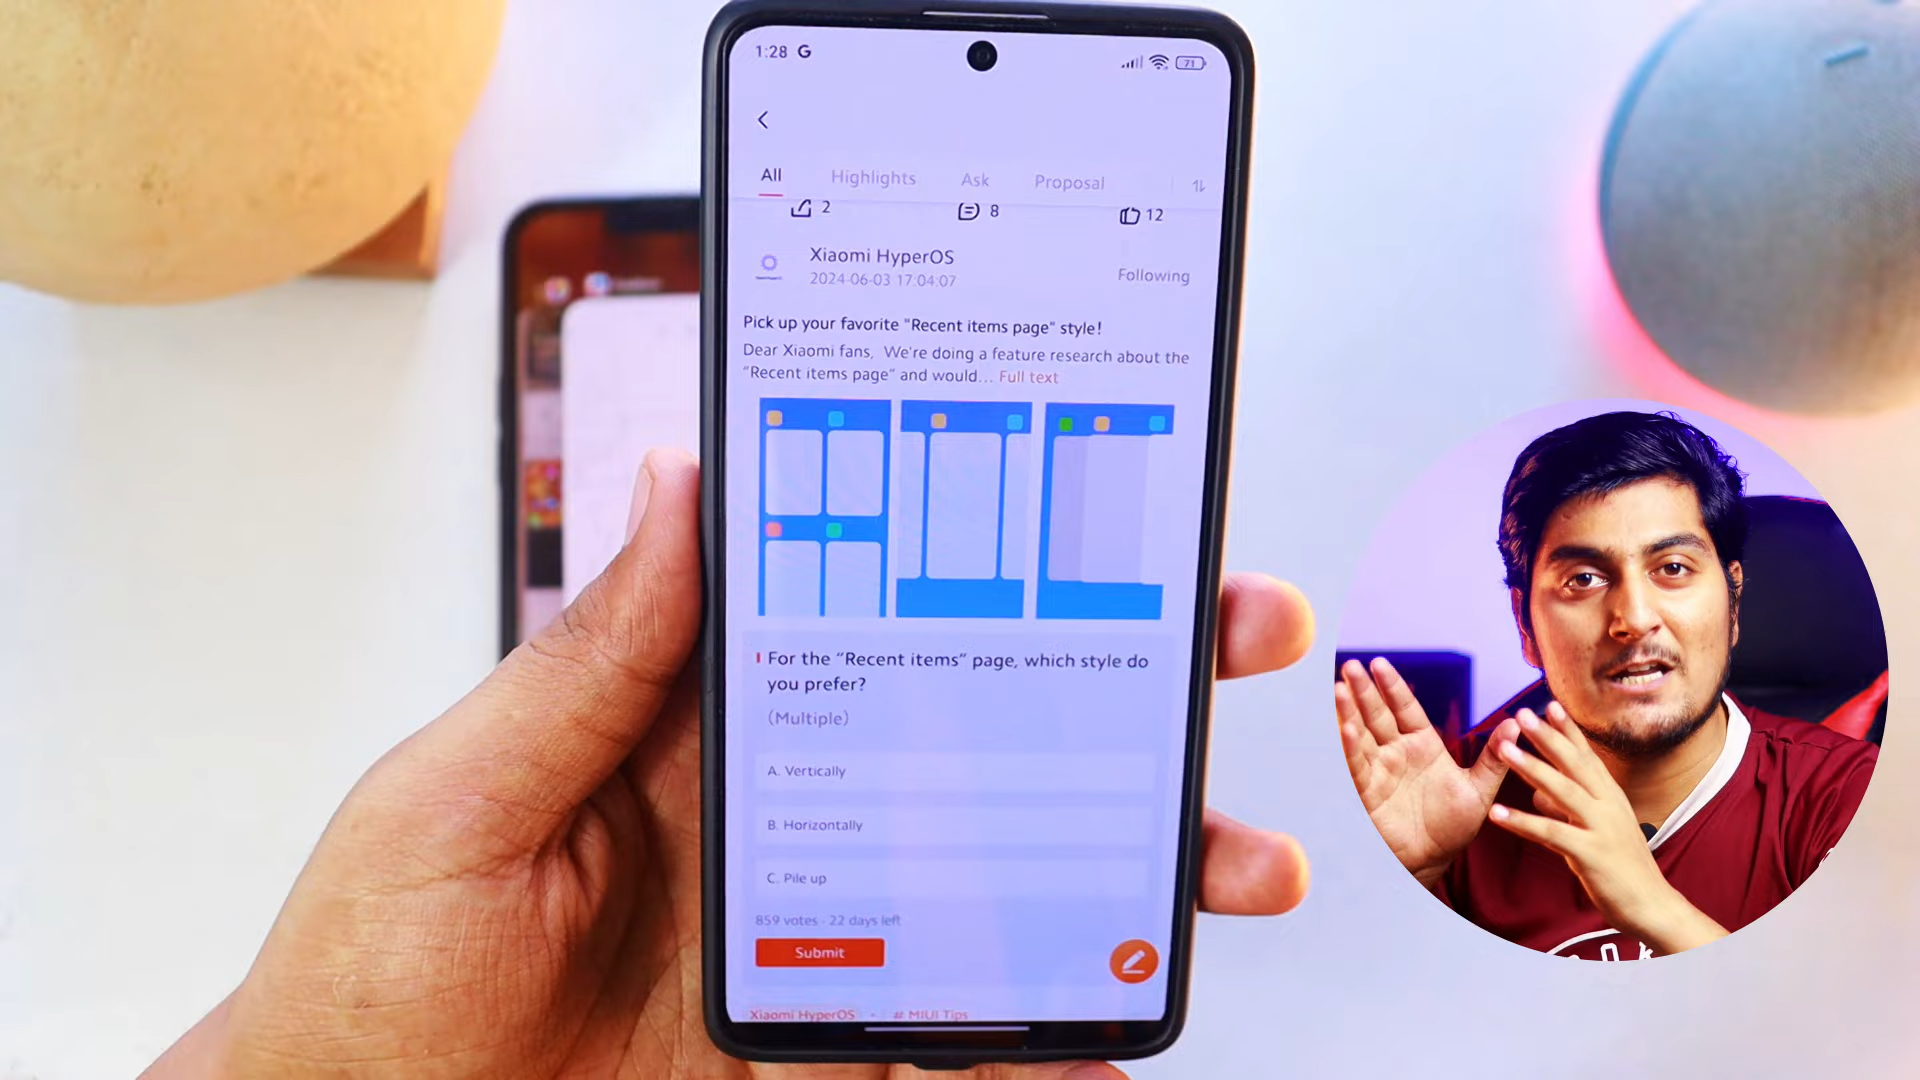 1:28 G
71
All Highlights Ask Proposal
2 8 12
Xiaomi HyperOS
2024-06-03 17:04:07
Following
Pick up your favorite "Recent items page" style!
Dear Xiaomi fans, We're doing a feature research about the
"Recent items page" and would... Full text
For the "Recent items" page, which style do
you prefer?
(Multiple)
A. Vertically
B. Horizontally
C. Pile up
859 votes - 22 days left
Submit
Xiaomi HyperOS - # MIUI Tips